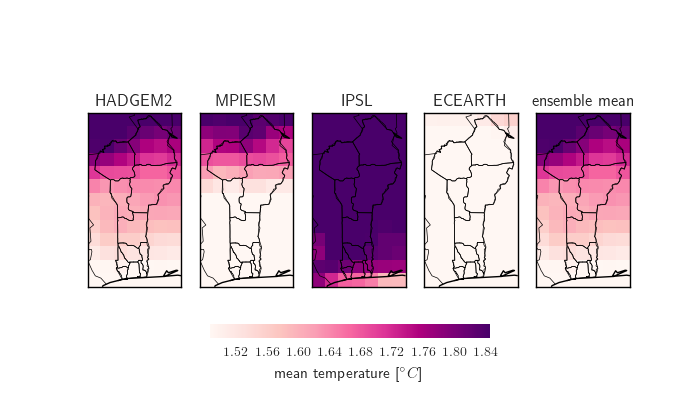 HADGEM2 MPIESM IPSL ECEARTH ensemble mean
1.52 1.56 1.60 1.64 1.68 1.72 1.76 1.80 1.84
mean temperature [°C]